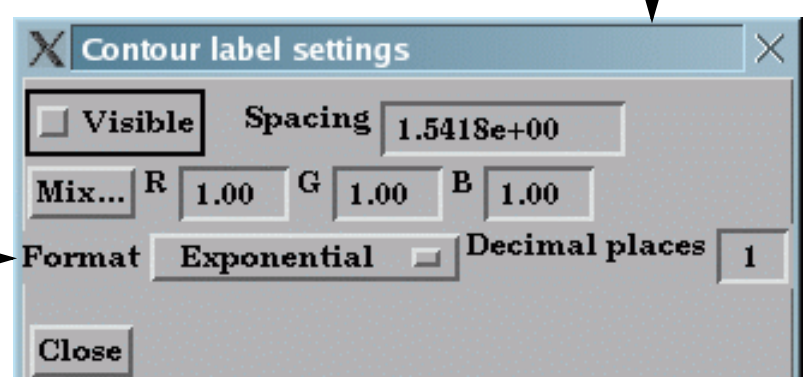 Contour label settings
Visible Spacing 1.5418e+00
Mix... R 1.00 G 1.00 B 1.00
Format Exponential Decimal places 1
Close